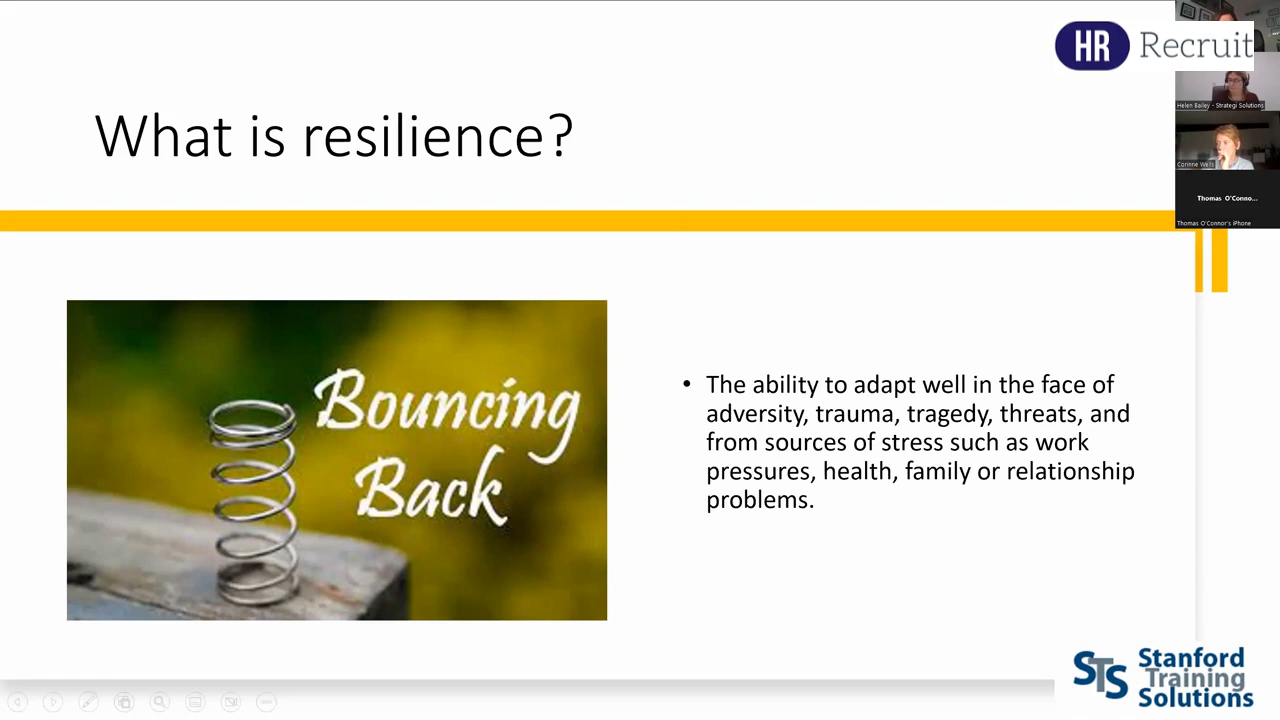 HR Recruit
What is resilience?
Helen Bailey - Strategi Solutions
Corinne Wells
Thomas O'Conno...
Thomas O'Connor's iPhone
Bouncing
Back
• The ability to adapt well in the face of
adversity, trauma, tragedy, threats, and
from sources of stress such as work
pressures, health, family or relationship
problems.
STS
Stanford
Training
Solutions